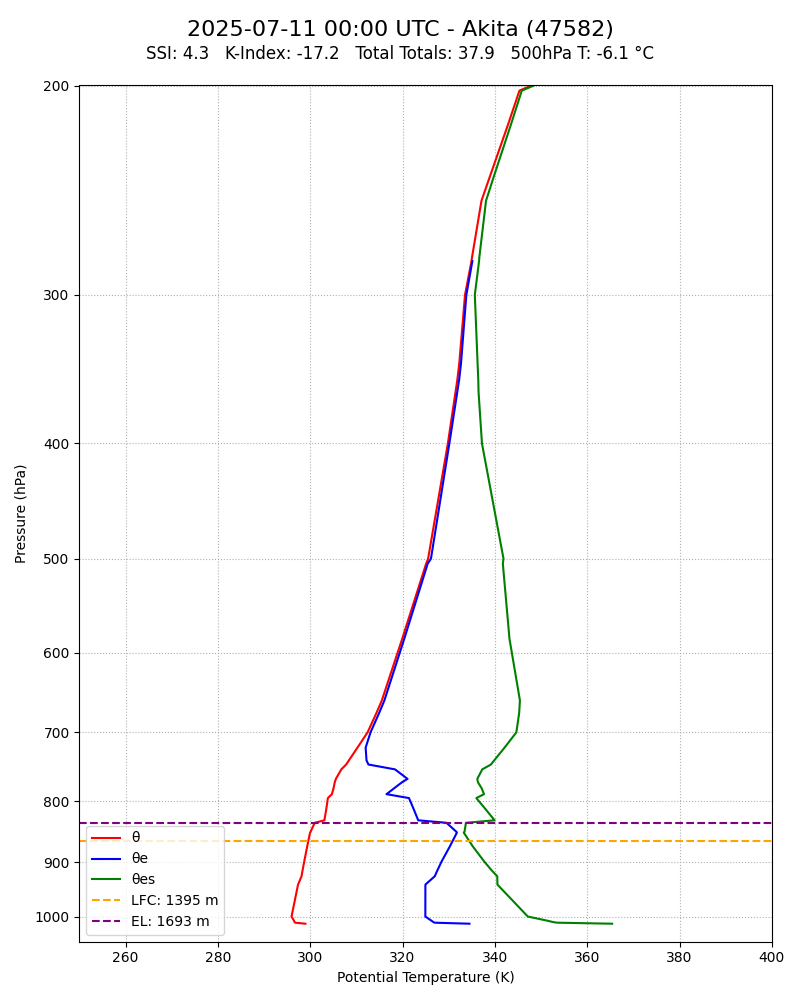 2025-07-11 00:00 UTC - Akita (47582)
SSI: 4.3 K-Index: -17.2 Total Totals: 37.9 500hPa T: -6.1 °C
200
300
400
500
600
700
800
900
1000
Pressure (hPa)
θ
θe
θes
LFC: 1395 m
EL: 1693 m
260 280 300 320 340 360 380 400
Potential Temperature (K)